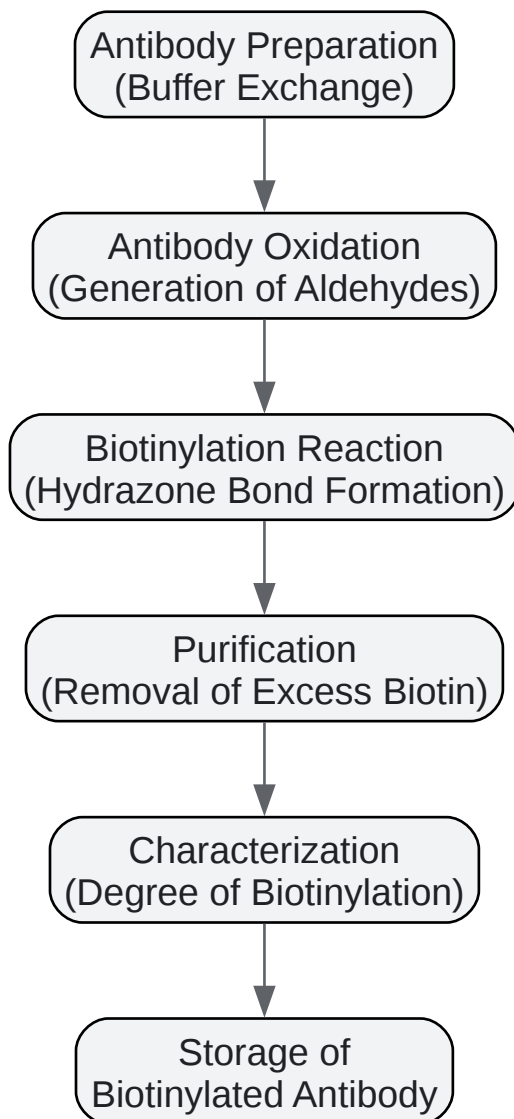 Antibody Preparation
(Buffer Exchange)
Antibody Oxidation
(Generation of Aldehydes)
Biotinylation Reaction
(Hydrazone Bond Formation)
Purification
(Removal of Excess Biotin)
Characterization
(Degree of Biotinylation)
Storage of
Biotinylated Antibody